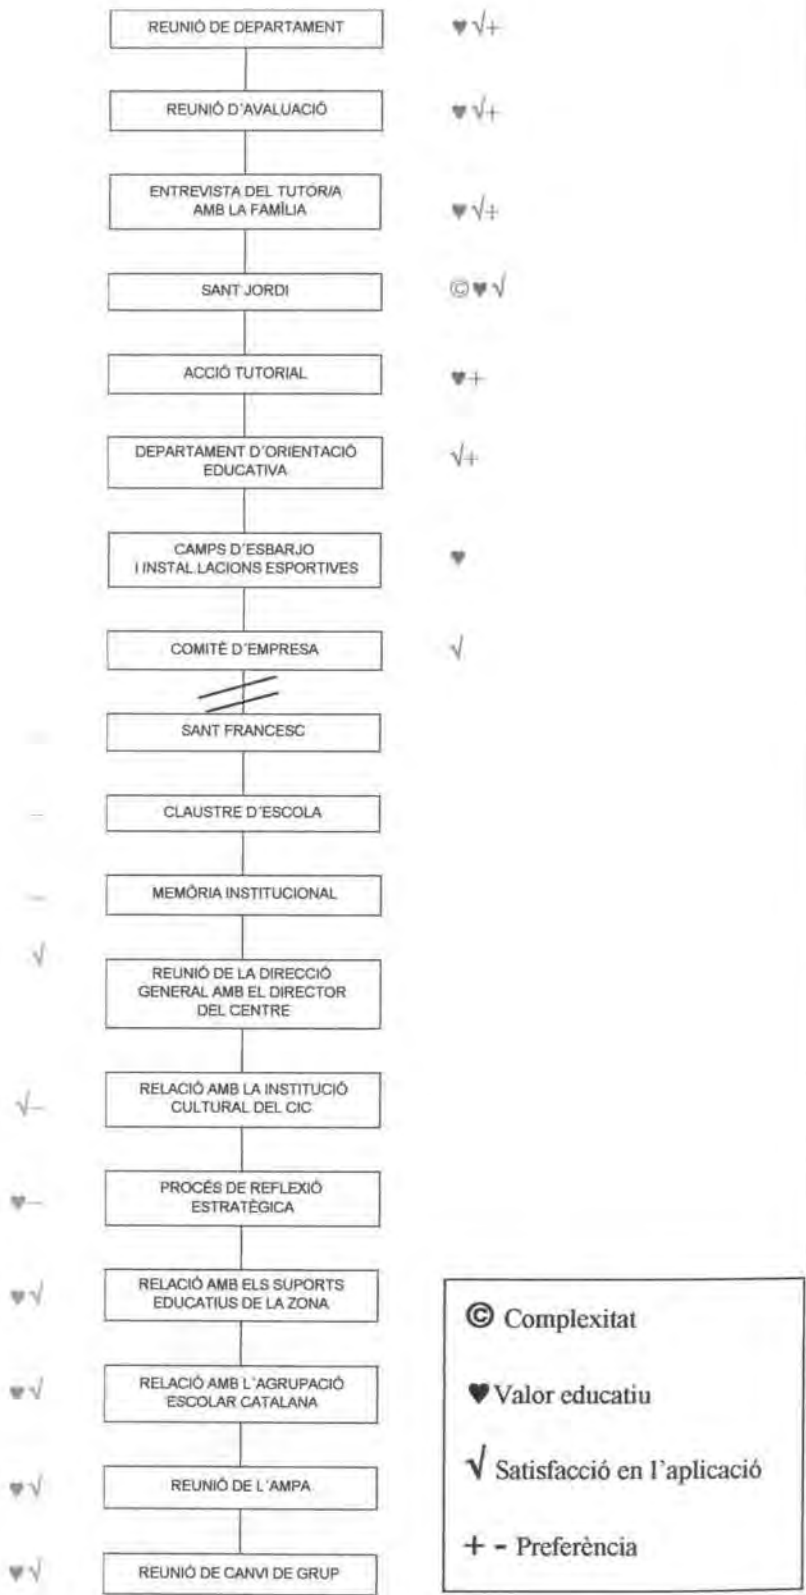 REUNIÓ DE DEPARTAMENT ♥ √+
REUNIÓ D'AVALUACIÓ ♥ √+
ENTREVISTA DEL TUTOR/A
AMB LA FAMÍLIA ♥ √+
SANT JORDI © ♥ √
ACCIÓ TUTORIAL ♥+
DEPARTAMENT D'ORIENTACIÓ
EDUCATIVA √+
CAMPS D'ESBARJO
I INSTAL.LACIONS ESPORTIVES ♥
COMITÈ D'EMPRESA √
SANT FRANCESC
– CLAUSTRE D'ESCOLA
– MEMÒRIA INSTITUCIONAL
√ REUNIÓ DE LA DIRECCIÓ
GENERAL AMB EL DIRECTOR
DEL CENTRE
√– RELACIÓ AMB LA INSTITUCIÓ
CULTURAL DEL CIC
♥– PROCÉS DE REFLEXIÓ
ESTRATÈGICA
♥ √ RELACIÓ AMB ELS SUPORTS
EDUCATIUS DE LA ZONA
♥ √ RELACIÓ AMB L'AGRUPACIÓ
ESCOLAR CATALANA
♥ √ REUNIÓ DE L'AMPA
♥ √ REUNIÓ DE CANVI DE GRUP
© Complexitat
♥ Valor educatiu
√ Satisfacció en l'aplicació
+ - Preferència